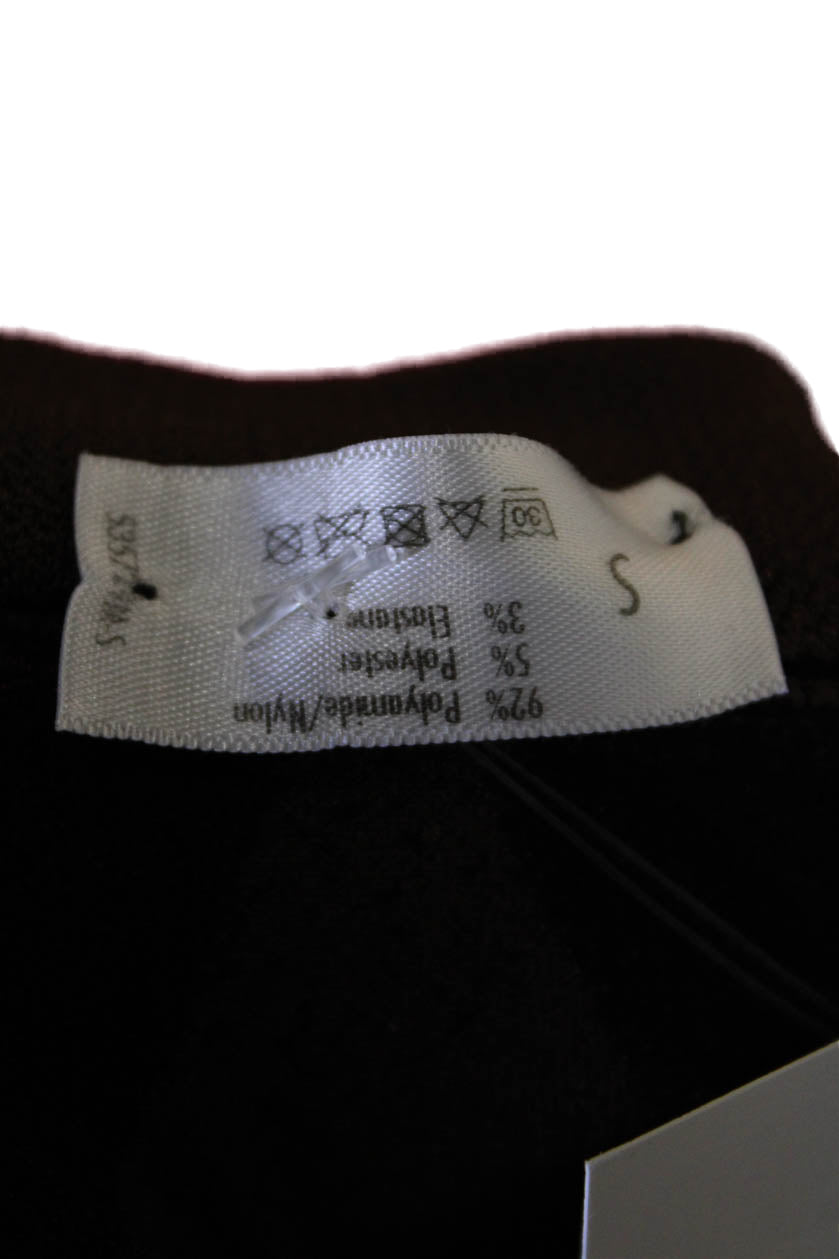 S
30
92% Polyamide/Nylon
5% Polyester
3% Elastane